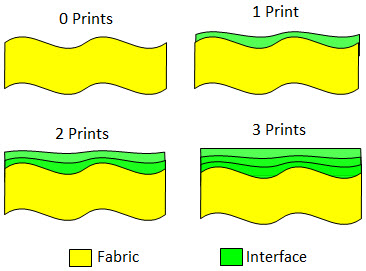 0 Prints
1 Print
2 Prints
3 Prints
Fabric
Interface